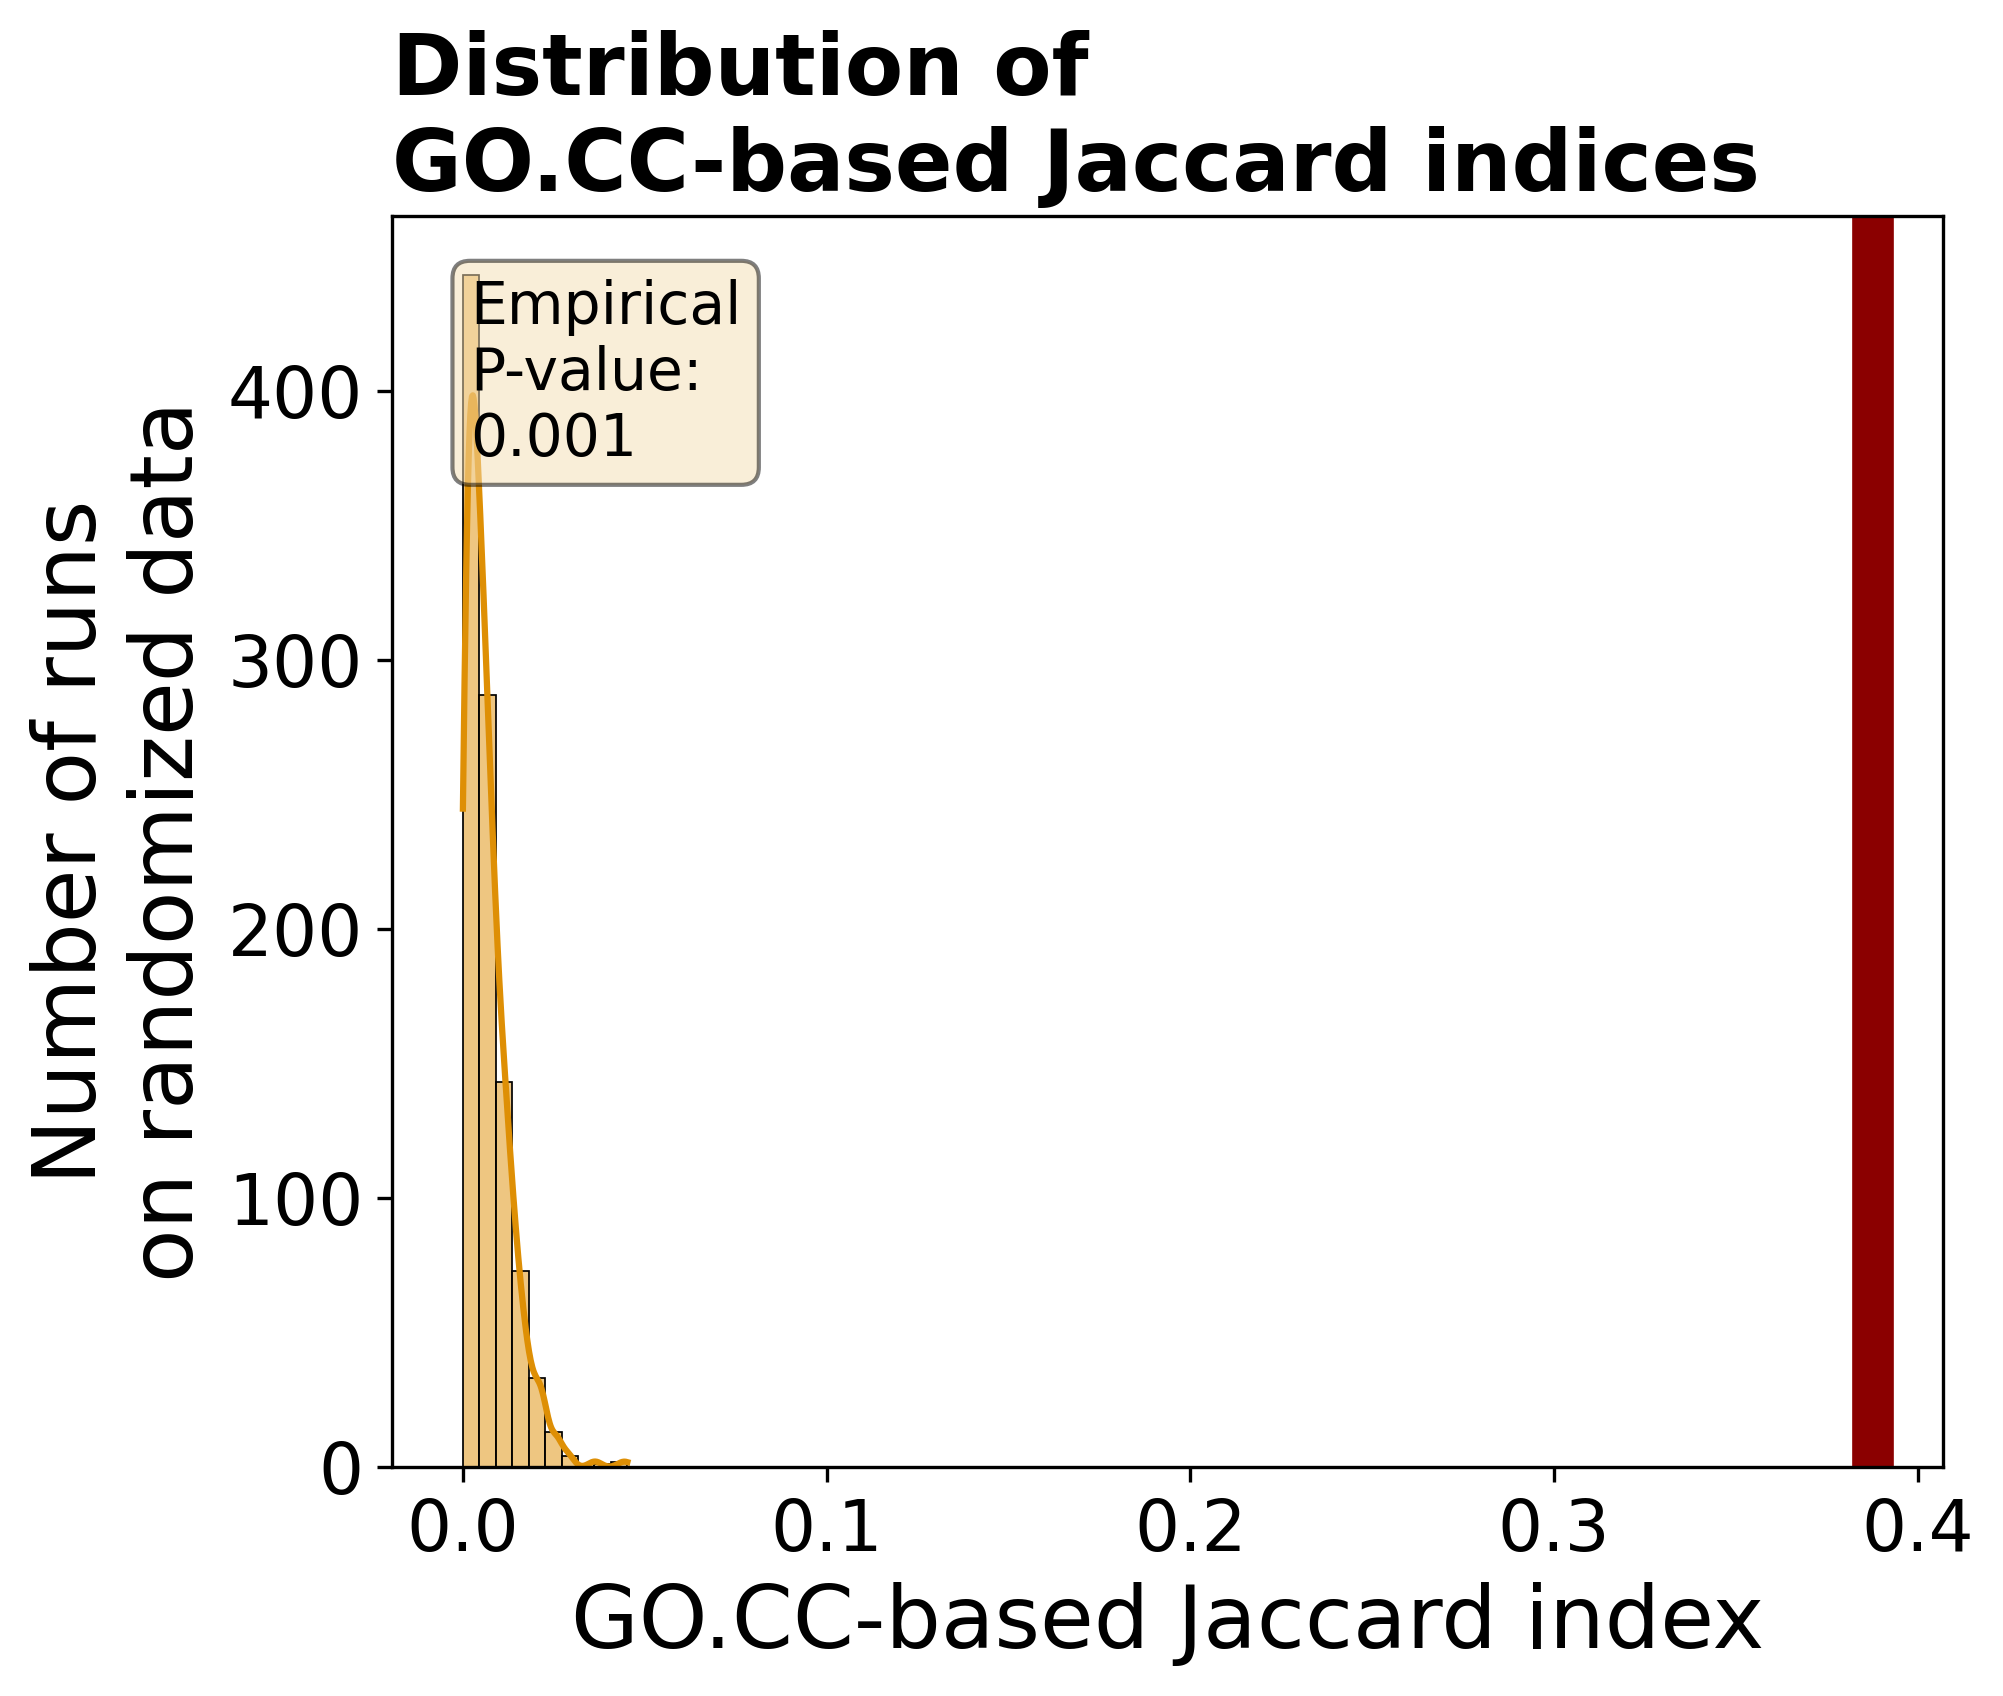 Distribution of
GO.CC-based Jaccard indices
Empirical
P-value:
0.001
Number of runs
on randomized data
400
300
200
100
0
0.0 0.1 0.2 0.3 0.4
GO.CC-based Jaccard index